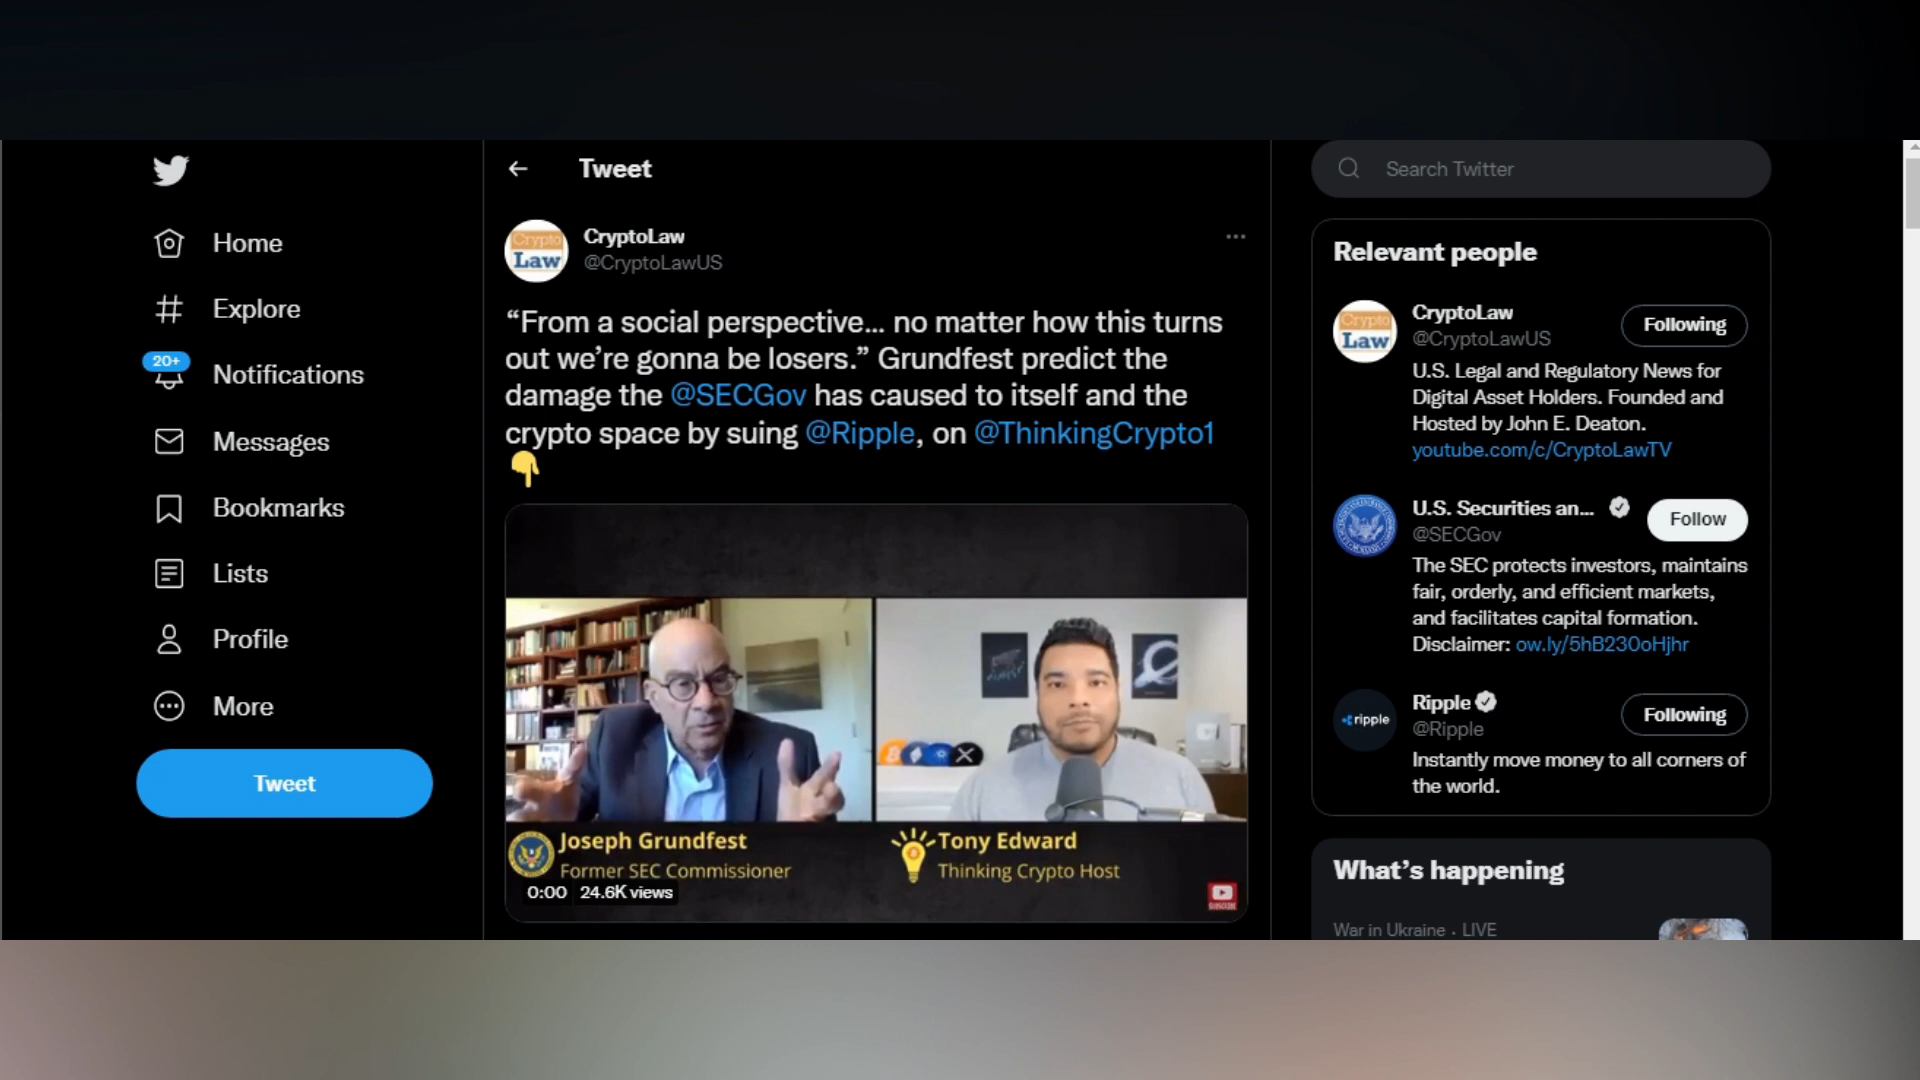 Tweet
Search Twitter
Home
Explore
20+
Notifications
Messages
Bookmarks
Lists
Profile
More
Tweet
Crypto
Law
CryptoLaw
@CryptoLawUS
“From a social perspective... no matter how this turns
out we’re gonna be losers.” Grundfest predict the
damage the @SECGov has caused to itself and the
crypto space by suing @Ripple, on @ThinkingCrypto1
Joseph Grundfest
Former SEC Commissioner
0:00 24.6K views
Tony Edward
Thinking Crypto Host
SUBSCRIBE
Relevant people
Crypto
Law
CryptoLaw
@CryptoLawUS
Following
U.S. Legal and Regulatory News for
Digital Asset Holders. Founded and
Hosted by John E. Deaton.
youtube.com/c/CryptoLawTV
U.S. Securities an...
@SECGov
Follow
The SEC protects investors, maintains
fair, orderly, and efficient markets,
and facilitates capital formation.
Disclaimer: ow.ly/5hB230oHjhr
ripple
Ripple
@Ripple
Following
Instantly move money to all corners of
the world.
What’s happening
War in Ukraine · LIVE